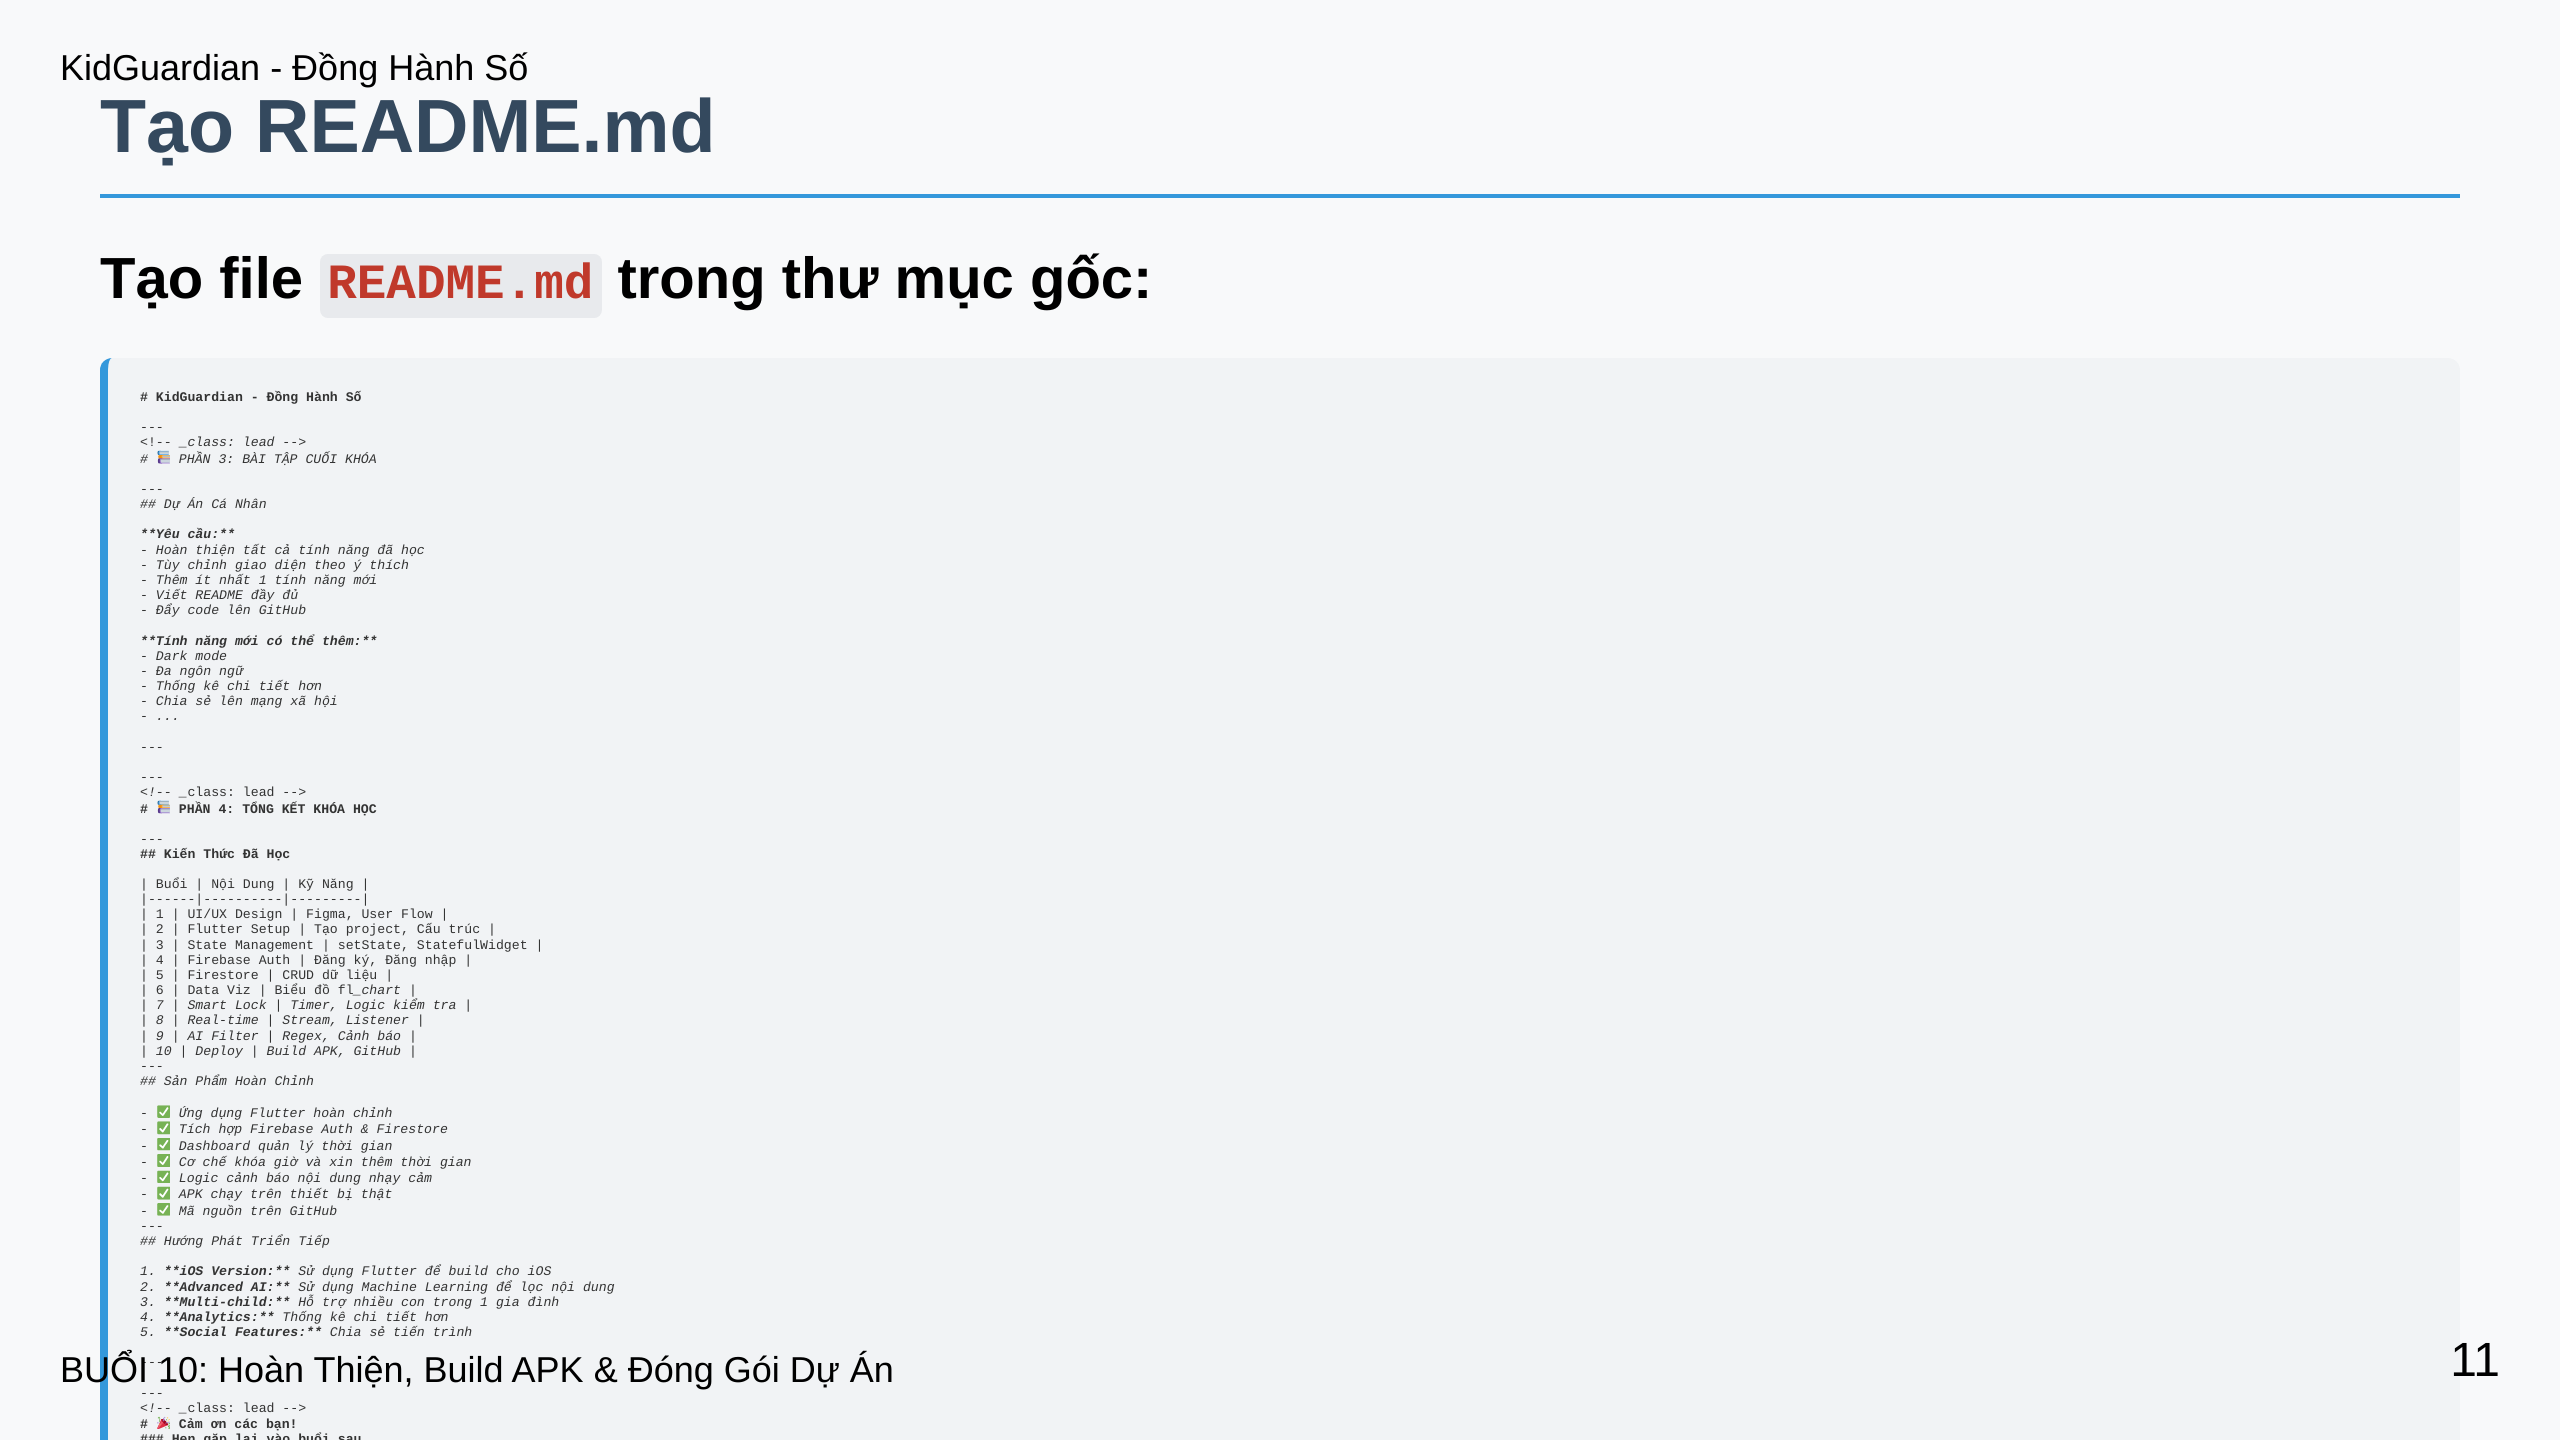 KidGuardian - Đồng Hành Số
Tạo README.md
Tạo file README.md trong thư mục gốc:
# KidGuardian - Đồng Hành Số
---
<!-- _class: lead -->
# 📚 PHẦN 3: BÀI TẬP CUỐI KHÓA
---
## Dự Án Cá Nhân
**Yêu cầu:**
- Hoàn thiện tất cả tính năng đã học
- Tùy chỉnh giao diện theo ý thích
- Thêm ít nhất 1 tính năng mới
- Viết README đầy đủ
- Đẩy code lên GitHub
**Tính năng mới có thể thêm:**
- Dark mode
- Đa ngôn ngữ
- Thống kê chi tiết hơn
- Chia sẻ lên mạng xã hội
- ...
---
---
<!-- _class: lead -->
# 📚 PHẦN 4: TỔNG KẾT KHÓA HỌC
---
## Kiến Thức Đã Học
| Buổi | Nội Dung | Kỹ Năng |
|------|----------|---------|
| 1 | UI/UX Design | Figma, User Flow |
| 2 | Flutter Setup | Tạo project, Cấu trúc |
| 3 | State Management | setState, StatefulWidget |
| 4 | Firebase Auth | Đăng ký, Đăng nhập |
| 5 | Firestore | CRUD dữ liệu |
| 6 | Data Viz | Biểu đồ fl_chart |
| 7 | Smart Lock | Timer, Logic kiểm tra |
| 8 | Real-time | Stream, Listener |
| 9 | AI Filter | Regex, Cảnh báo |
| 10 | Deploy | Build APK, GitHub |
---
## Sản Phẩm Hoàn Chỉnh
- ✅ Ứng dụng Flutter hoàn chỉnh
- ✅ Tích hợp Firebase Auth & Firestore
- ✅ Dashboard quản lý thời gian
- ✅ Cơ chế khóa giờ và xin thêm thời gian
- ✅ Logic cảnh báo nội dung nhạy cảm
- ✅ APK chạy trên thiết bị thật
- ✅ Mã nguồn trên GitHub
---
## Hướng Phát Triển Tiếp
1. **iOS Version:** Sử dụng Flutter để build cho iOS
2. **Advanced AI:** Sử dụng Machine Learning để lọc nội dung
3. **Multi-child:** Hỗ trợ nhiều con trong 1 gia đình
4. **Analytics:** Thống kê chi tiết hơn
5. **Social Features:** Chia sẻ tiến trình
---
BUỔI 10: Hoàn Thiện, Build APK & Đóng Gói Dự Án
11
---
<!-- _class: lead -->
# 🎉 Cảm ơn các bạn!
### Hẹn gặp lại vào buổi sau